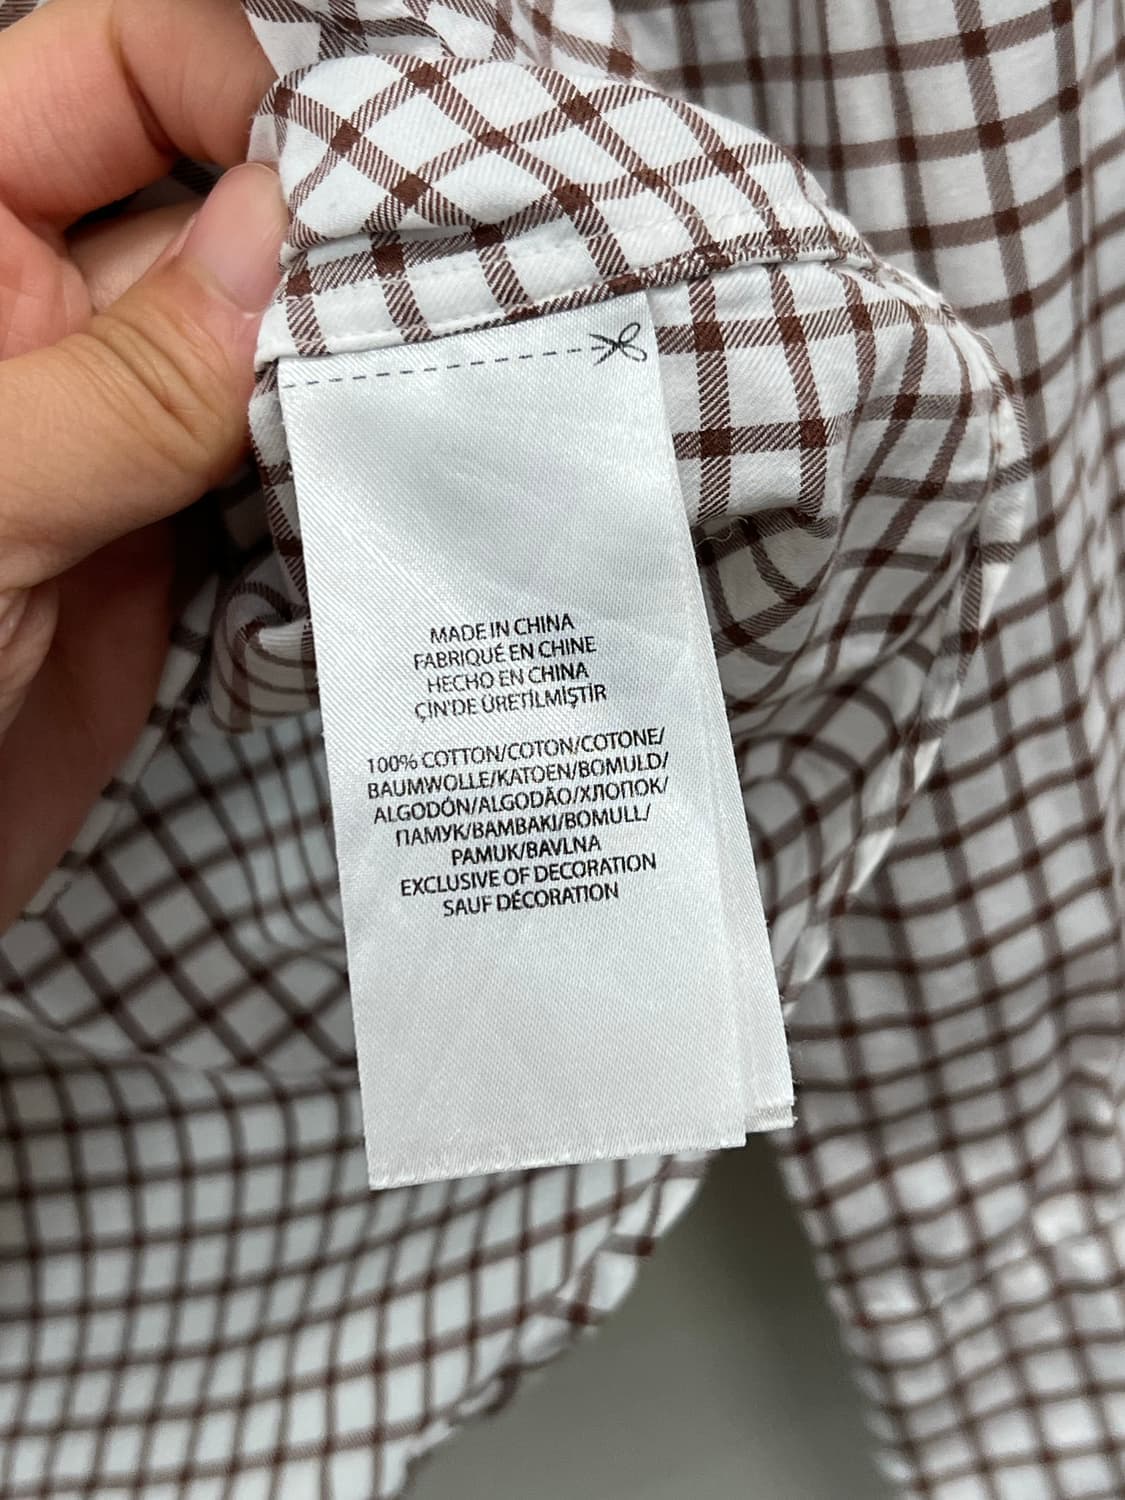 MADE IN CHINA
FABRIQUÉ EN CHINE
HECHO EN CHINA
ÇIN'DE ÜRETİLMİŞTİR
100% COTTON/COTON/COTONE/
BAUMWOLLE/KATOEN/BOMULD/
ALGODÓN/ALGODÃO/ХЛОПОК/
ПАМУК/BAMBAKI/BOMULL/
PAMUK/BAVLNA
EXCLUSIVE OF DECORATION
SAUF DÉCORATION